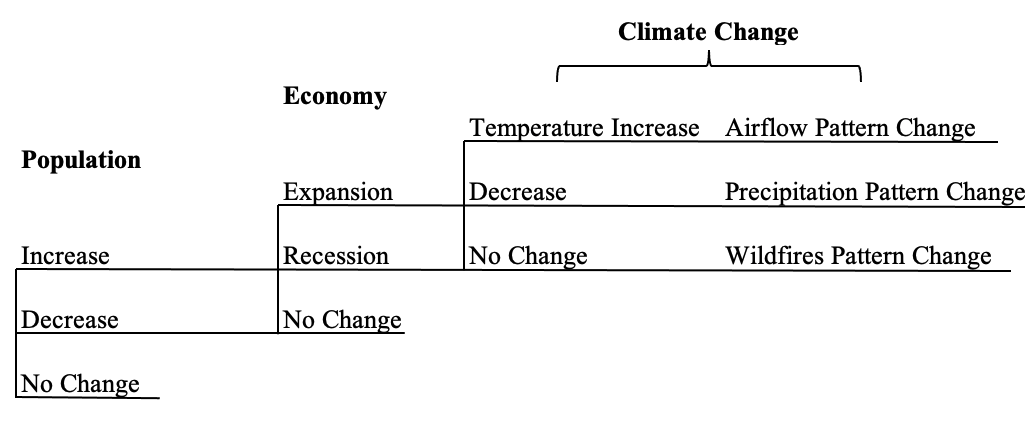 Climate Change
Economy
Temperature Increase Airflow Pattern Change
Population
Expansion Decrease Precipitation Pattern Change
Increase Recession No Change Wildfires Pattern Change
Decrease No Change
No Change